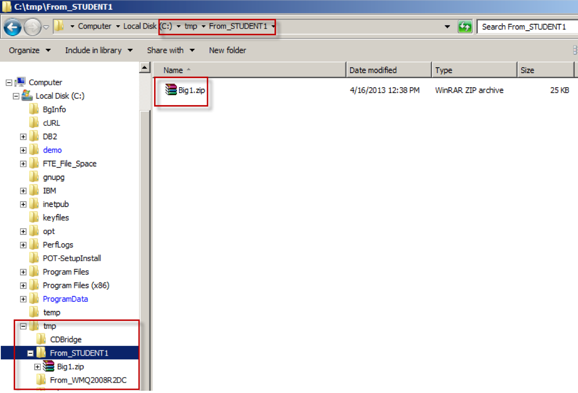 C:\tmp\From_STUDENT1
Computer Local Disk (C:) tmp From_STUDENT1
Search From_STUDENT1
Organize Include in library Share with New folder
Name Date modified Type Size
Big1.zip 4/16/2013 12:38 PM WinRAR ZIP archive 25 KB
Computer
Local Disk (C:)
BgInfo
cURL
DB2
demo
FTE_File_Space
gnupg
IBM
inetpub
keyfiles
opt
PerfLogs
POT-SetupInstall
Program Files
Program Files (x86)
ProgramData
temp
tmp
CDBridge
From_STUDENT1
Big1.zip
From_WMQ2008R2DC